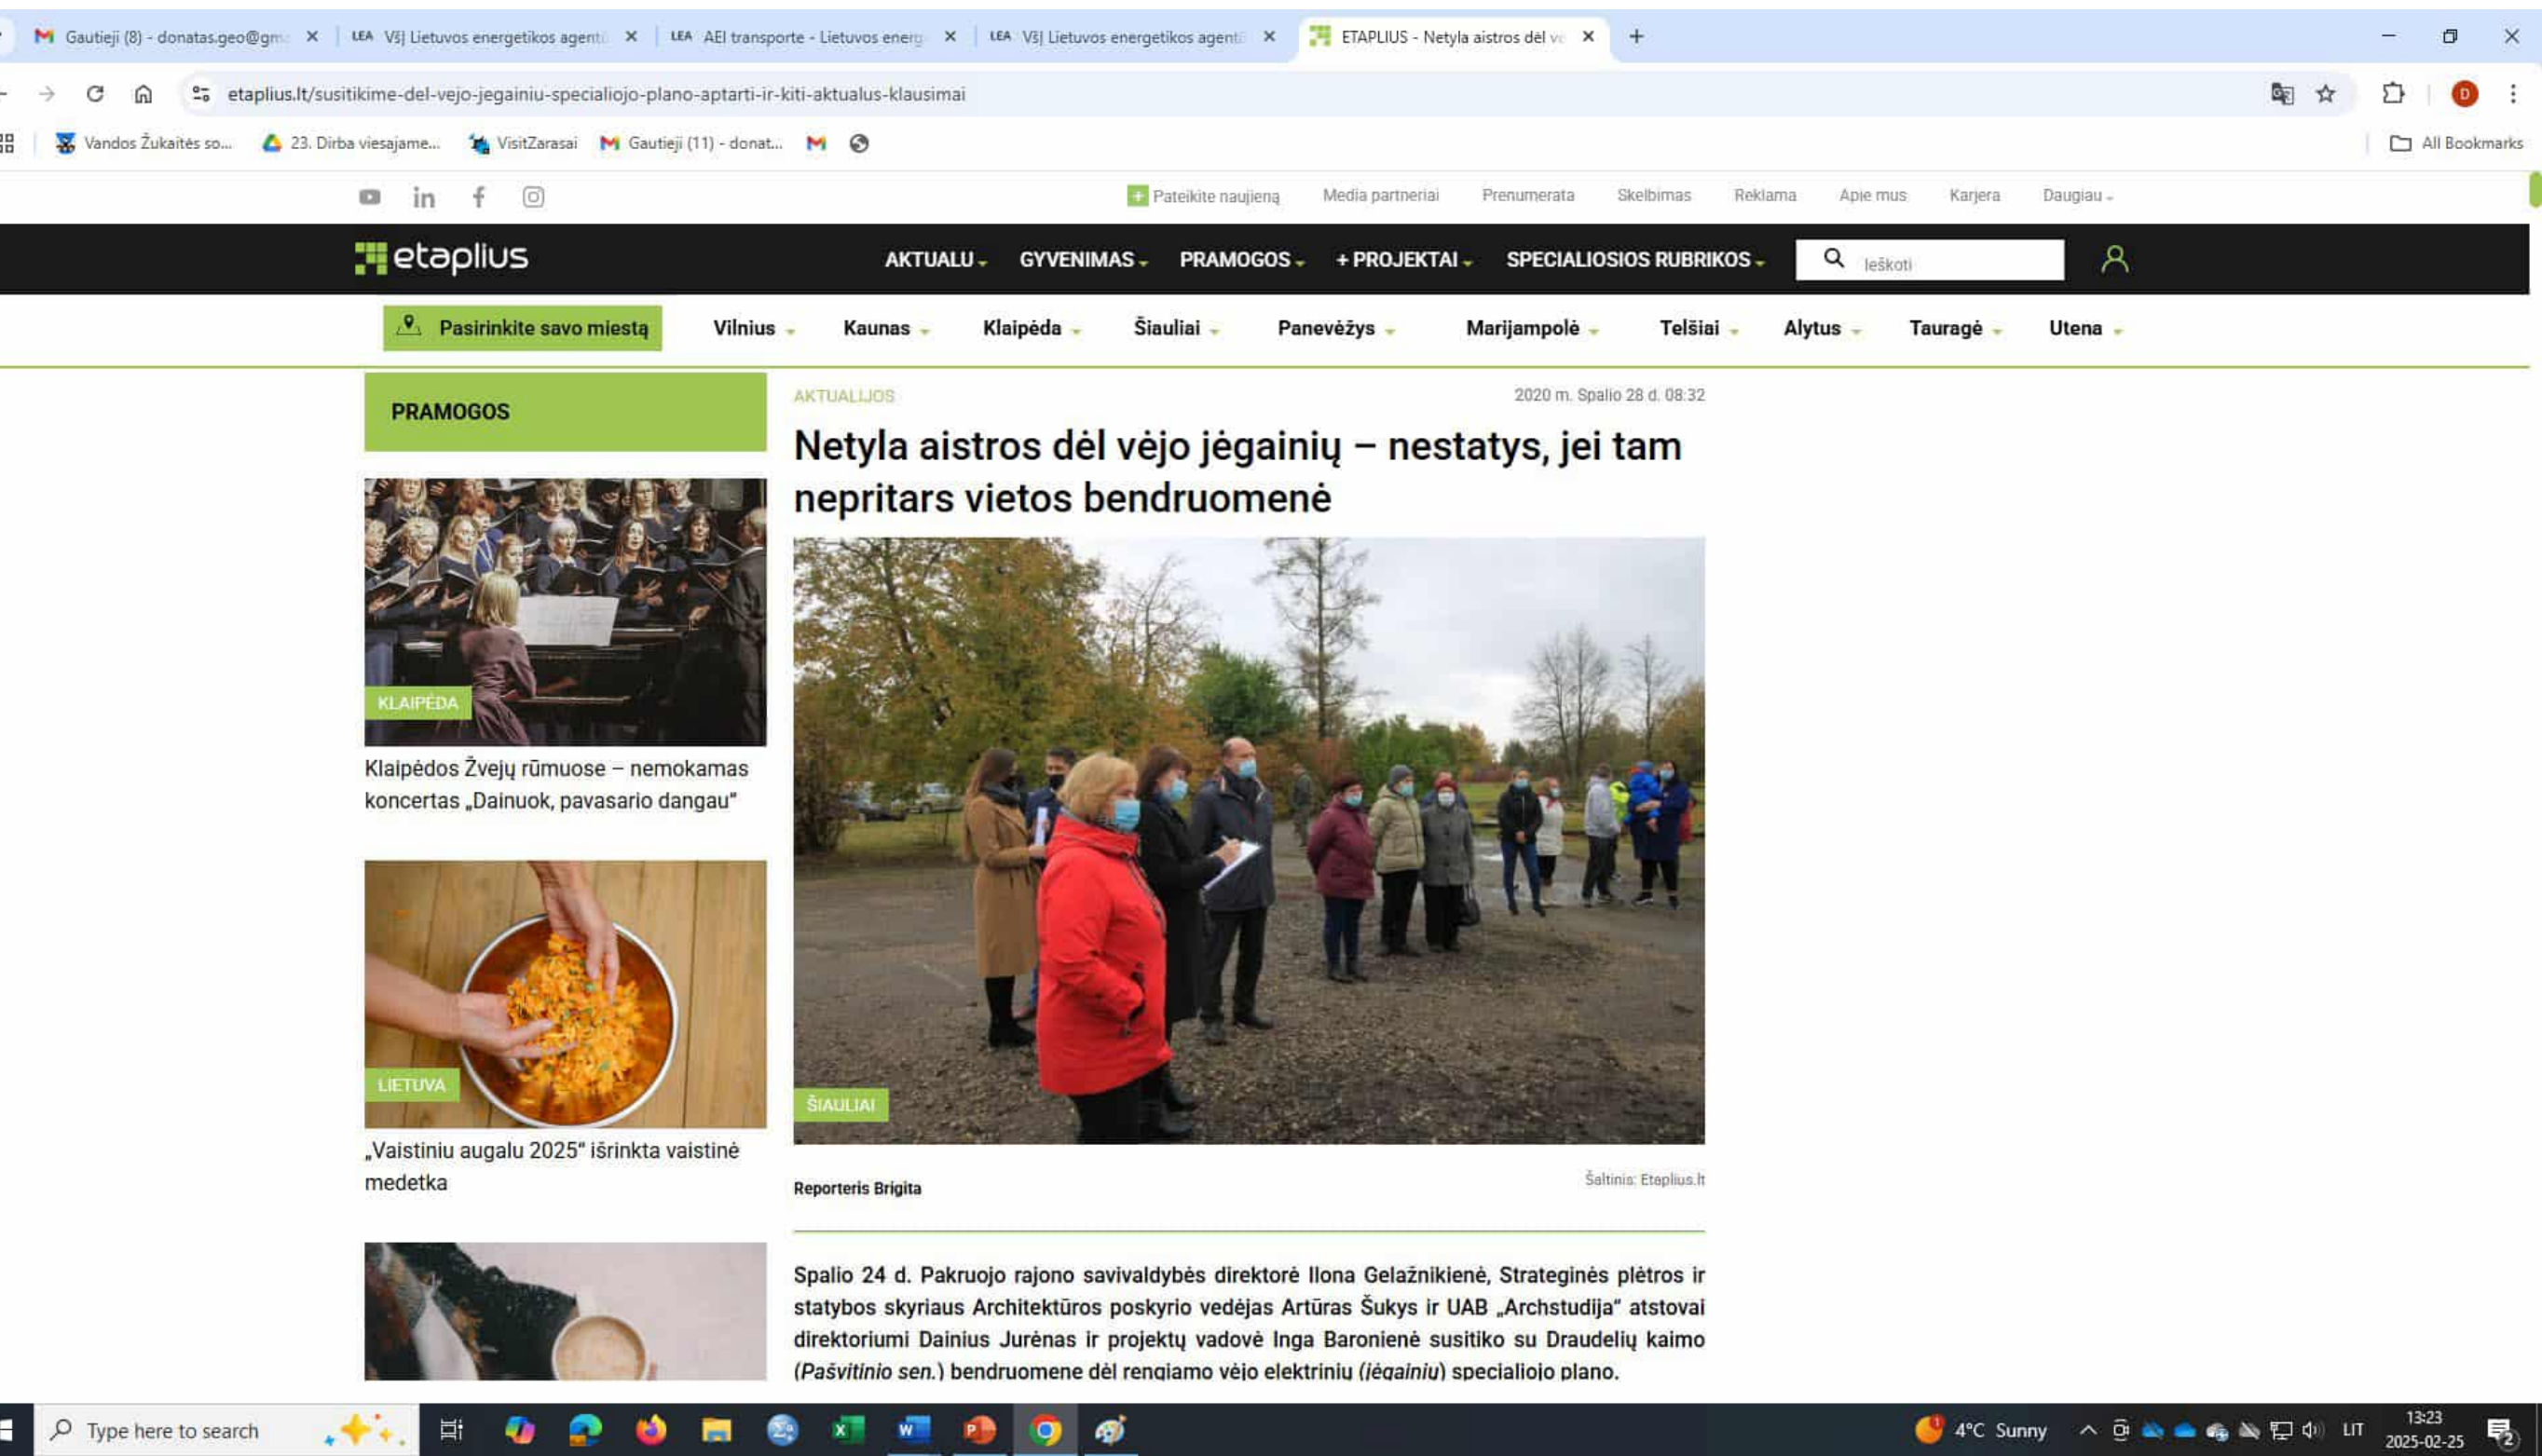 Gautieji (8) - donatas.geo@gm
LEA VšĮ Lietuvos energetikos agent
LEA AEI transporte - Lietuvos energ
LEA VšĮ Lietuvos energetikos agent
ETAPLIUS - Netyla aistros dėl v
etaplius.lt/susitikime-del-vejo-jegainiu-specialiojo-plano-aptarti-ir-kiti-aktualus-klausimai
D
Vandos Žukaitės so...
23. Dirba viesajame...
VisitZarasai
Gautieji (11) - donat...
All Bookmarks
in f
Pateikite naujieną Media partneriai Prenumerata Skelbimas Reklama Apie mus Karjera Daugiau
etaplius
AKTUALU GYVENIMAS PRAMOGOS + PROJEKTAI SPECIALIOSIOS RUBRIKOS Ieškoti
Pasirinkite savo miestą Vilnius Kaunas Klaipėda Šiauliai Panevėžys Marijampolė Telšiai Alytus Tauragė Utena
PRAMOGOS
KLAIPĖDA
Klaipėdos Žvejų rūmuose – nemokamas
koncertas „Dainuok, pavasario dangau“
LIETUVA
„Vaistiniu augalu 2025“ išrinkta vaistinė
medetka
AKTUALIJOS
2020 m. Spalio 28 d. 08:32
Netyla aistros dėl vėjo jėgainių – nestatys, jei tam
nepritars vietos bendruomenė
ŠIAULIAI
Reporteris Brigita
Šaltinis: Etaplius.lt
Spalio 24 d. Pakruojo rajono savivaldybės direktorė Ilona Gelažnikienė, Strateginės plėtros ir
statybos skyriaus Architektūros poskyrio vedėjas Artūras Šukys ir UAB „Archstudija“ atstovai
direktoriumi Dainius Jurėnas ir projektų vadovė Inga Baronienė susitiko su Draudelių kaimo
(Pašvitinio sen.) bendruomene dėl rengiamo vėjo elektrinių (jėgainių) specialiojo plano.
Type here to search
1
4°C Sunny
LIT
13:23
2025-02-25
2